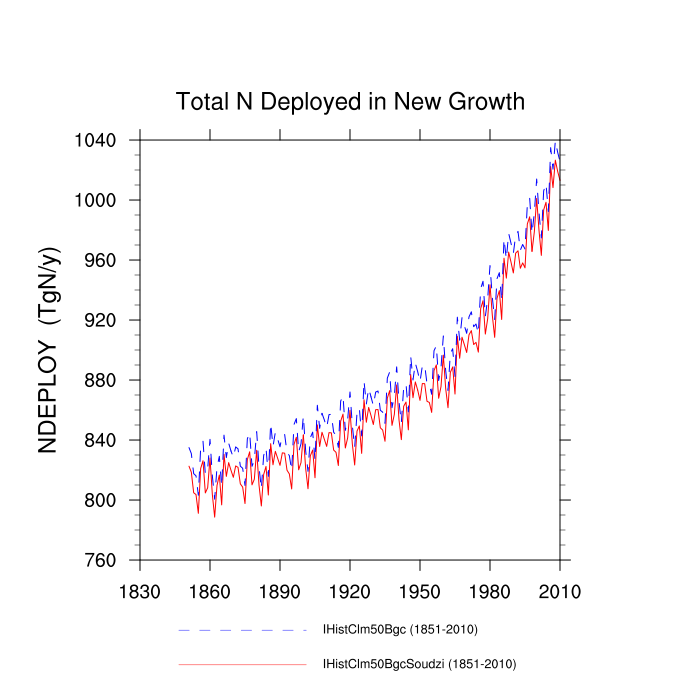 Total N Deployed in New Growth
NDEPLOY (TgN/y)
1040
1000
960
920
880
840
800
760
1830 1860 1890 1920 1950 1980 2010
IHistClm50Bgc (1851-2010)
IHistClm50BgcSoudzi (1851-2010)